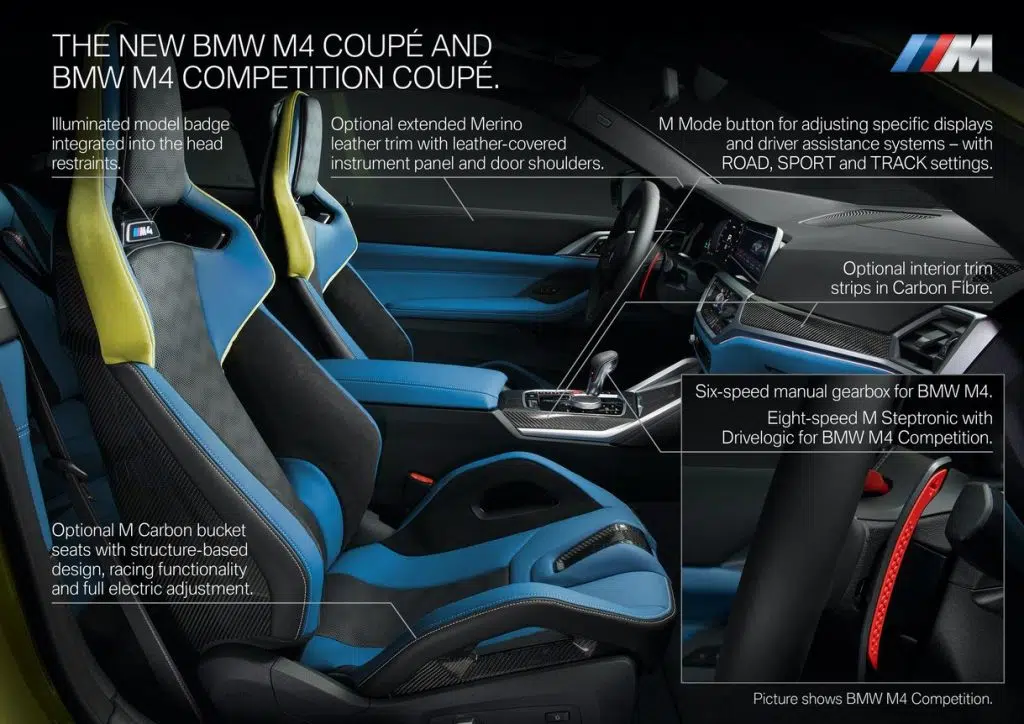 THE NEW BMW M4 COUPÉ AND
BMW M4 COMPETITION COUPÉ.
M
Illuminated model badge
integrated into the head
restraints.
Optional extended Merino
leather trim with leather-covered
instrument panel and door shoulders.
M Mode button for adjusting specific displays
and driver assistance systems – with
ROAD, SPORT and TRACK settings.
M4
Optional interior trim
strips in Carbon Fibre.
Six-speed manual gearbox for BMW M4.
Eight-speed M Steptronic with
Drivelogic for BMW M4 Competition.
Optional M Carbon bucket
seats with structure-based
design, racing functionality
and full electric adjustment.
Picture shows BMW M4 Competition.